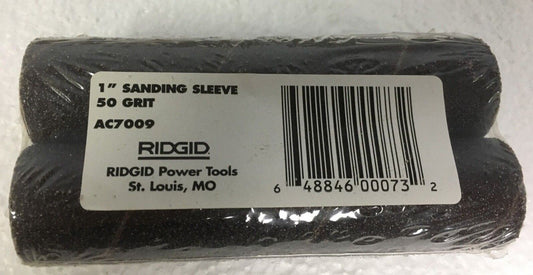 1" SANDING SLEEVE
50 GRIT
AC7009
RIDGID
RIDGID Power Tools
St. Louis, MO
6 48846 00073 2